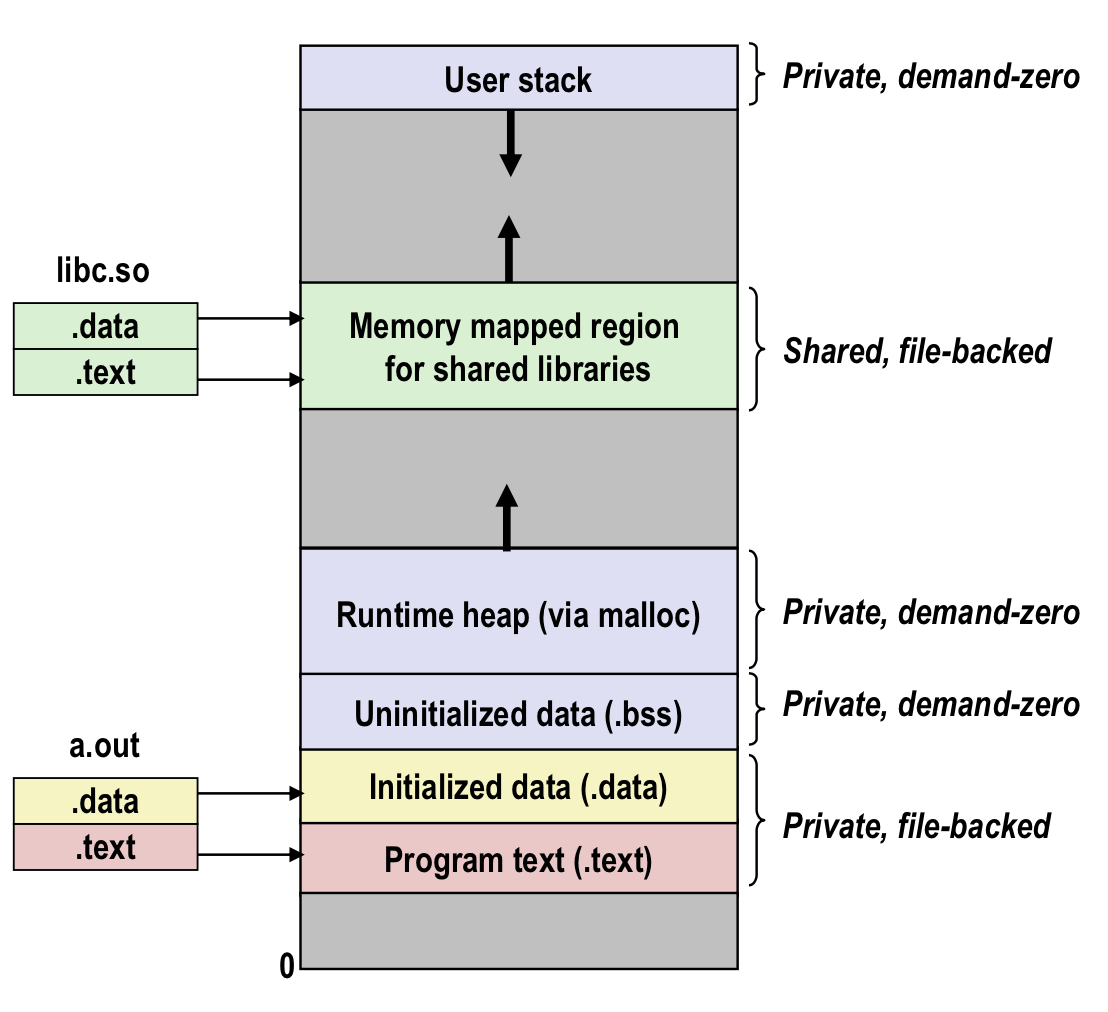 User stack
Private, demand-zero
libc.so
.data
.text
Memory mapped region
for shared libraries
Shared, file-backed
Runtime heap (via malloc)
Private, demand-zero
Uninitialized data (.bss)
Private, demand-zero
a.out
.data
.text
Initialized data (.data)
Program text (.text)
Private, file-backed
0